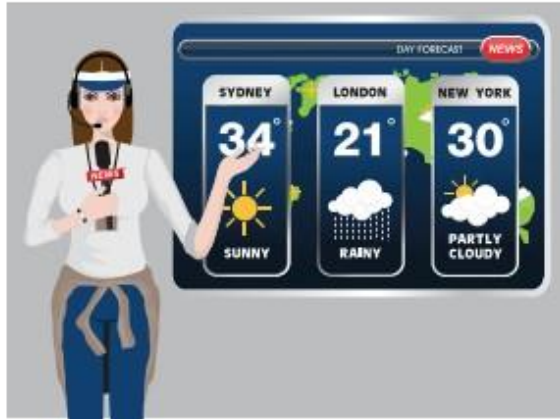 DAY FORECAST NEWS
SYDNEY
34°
SUNNY
LONDON
21°
RAINY
NEW YORK
30°
PARTLY
CLOUDY
NEWS